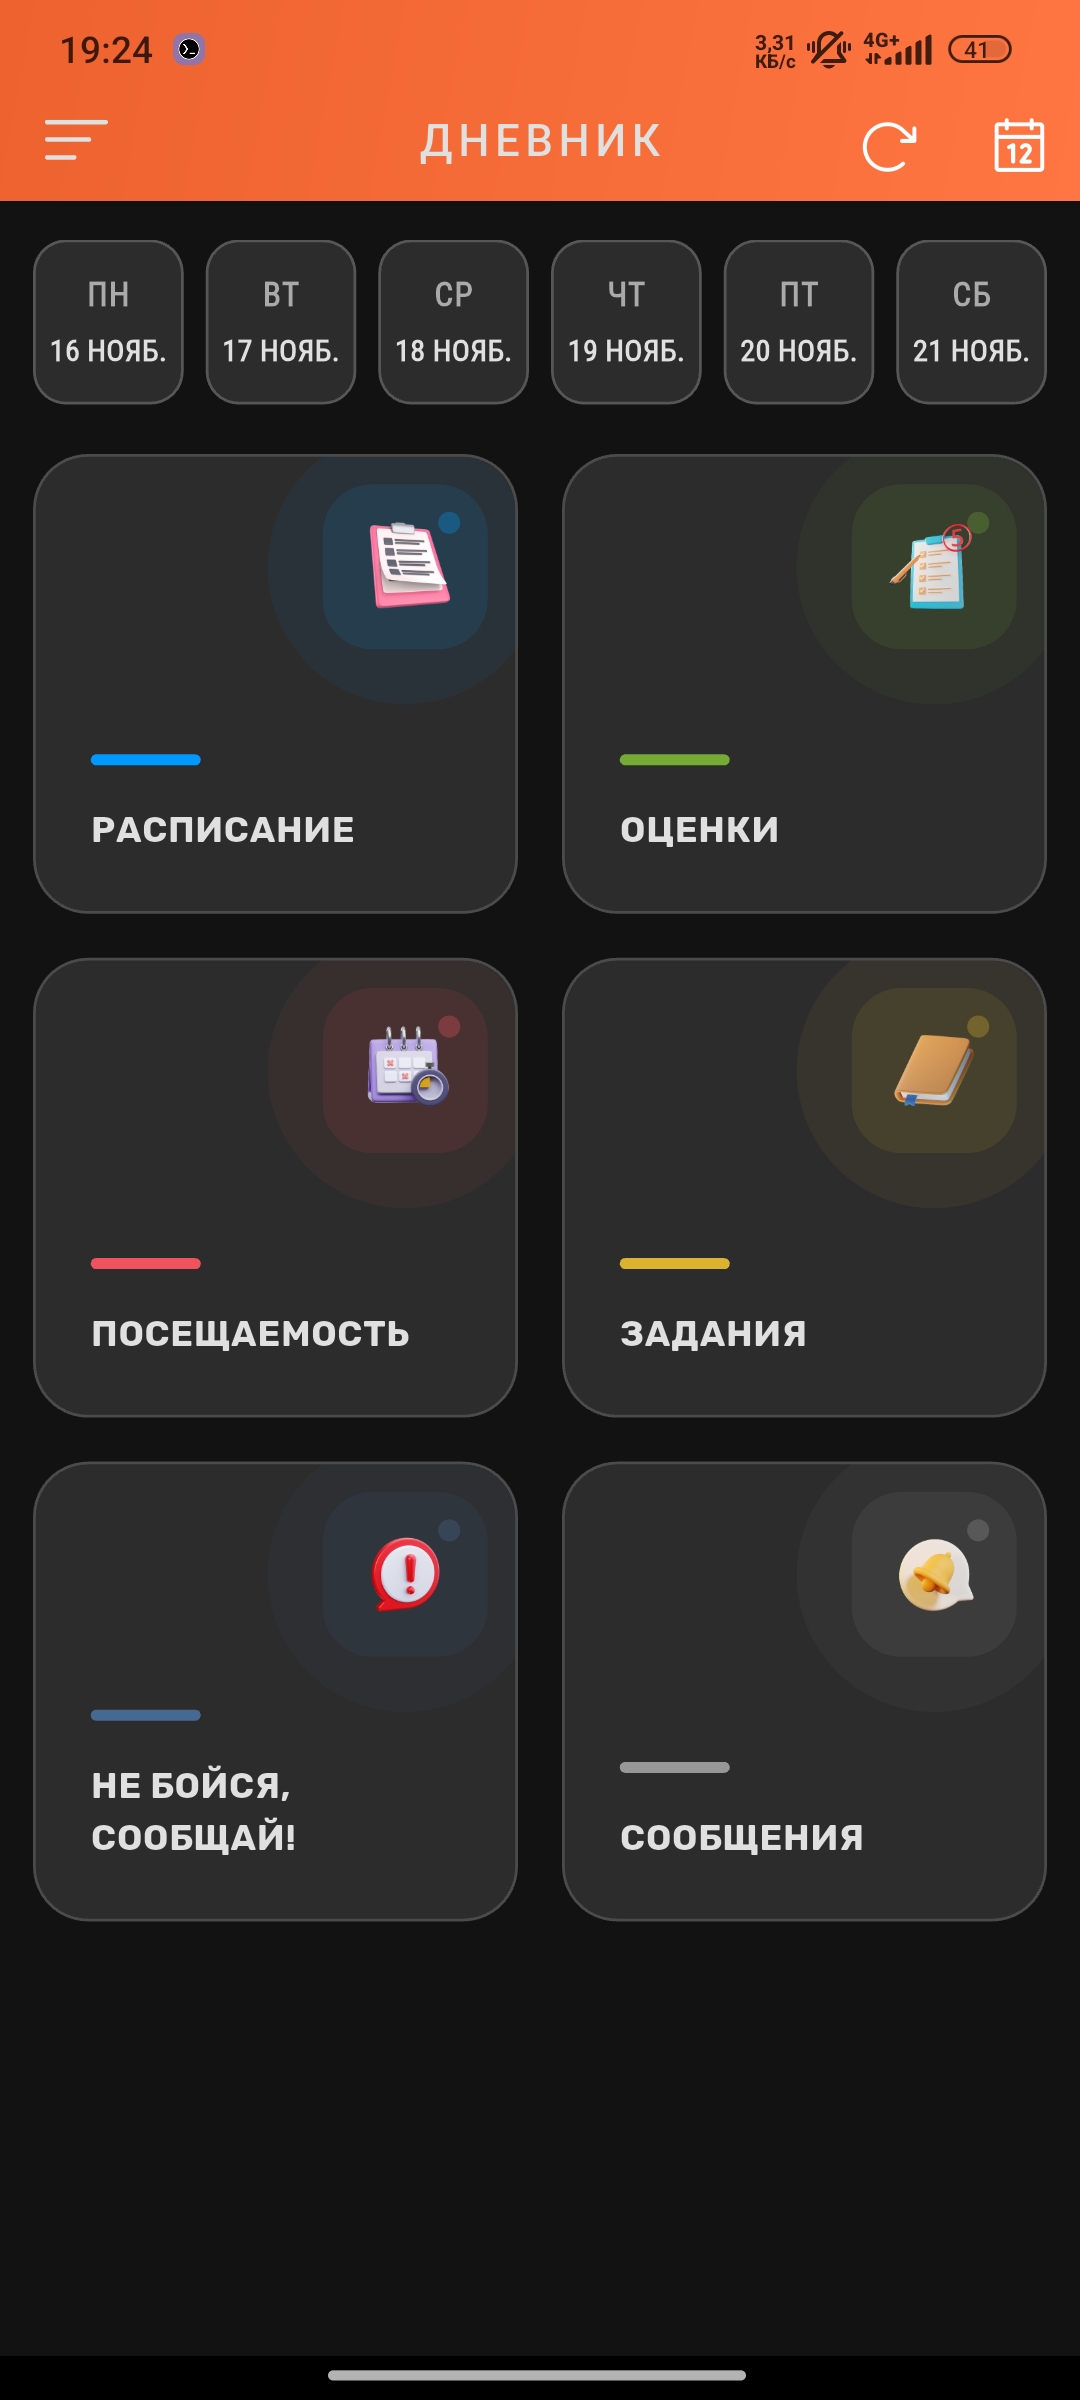 19:24
3,31
КБ/с
4G+
41
ДНЕВНИК
12
ПН
16 НОЯБ.
ВТ
17 НОЯБ.
СР
18 НОЯБ.
ЧТ
19 НОЯБ.
ПТ
20 НОЯБ.
СБ
21 НОЯБ.
5
РАСПИСАНИЕ
ОЦЕНКИ
ПОСЕЩАЕМОСТЬ
ЗАДАНИЯ
НЕ БОЙСЯ,
СООБЩАЙ!
СООБЩЕНИЯ